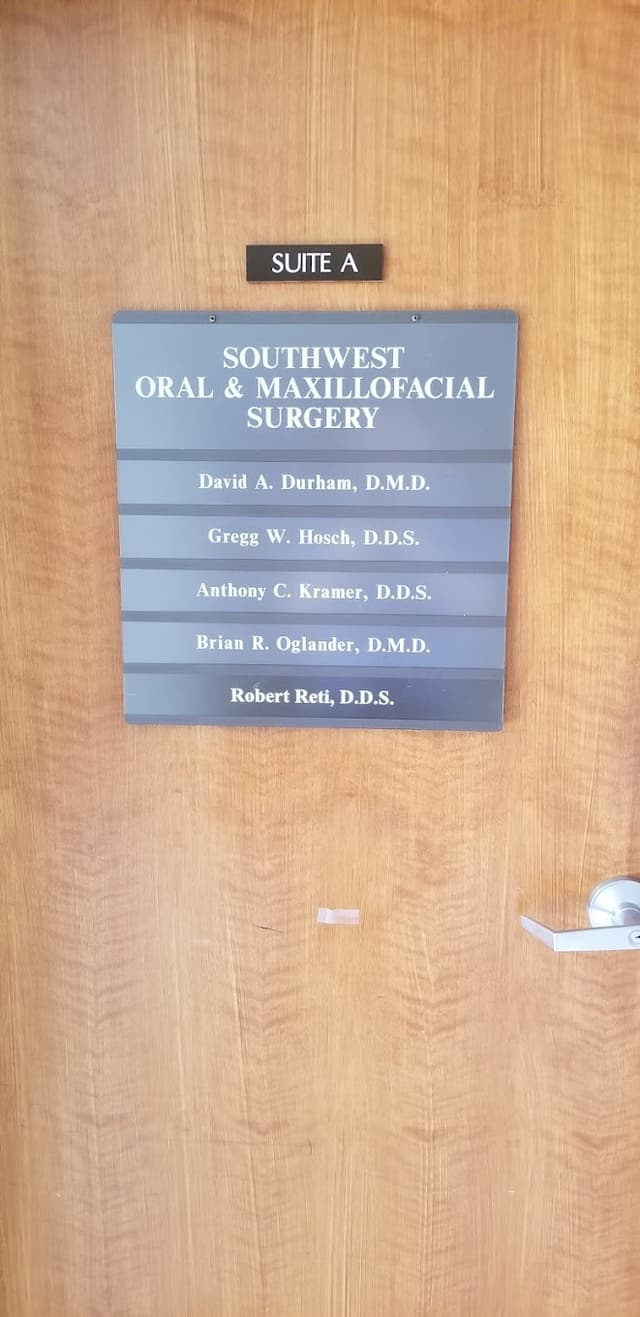 SUITE A
SOUTHWEST
ORAL & MAXILLOFACIAL
SURGERY
David A. Durham, D.M.D.
Gregg W. Hosch, D.D.S.
Anthony C. Kramer, D.D.S.
Brian R. Oglander, D.M.D.
Robert Reti, D.D.S.